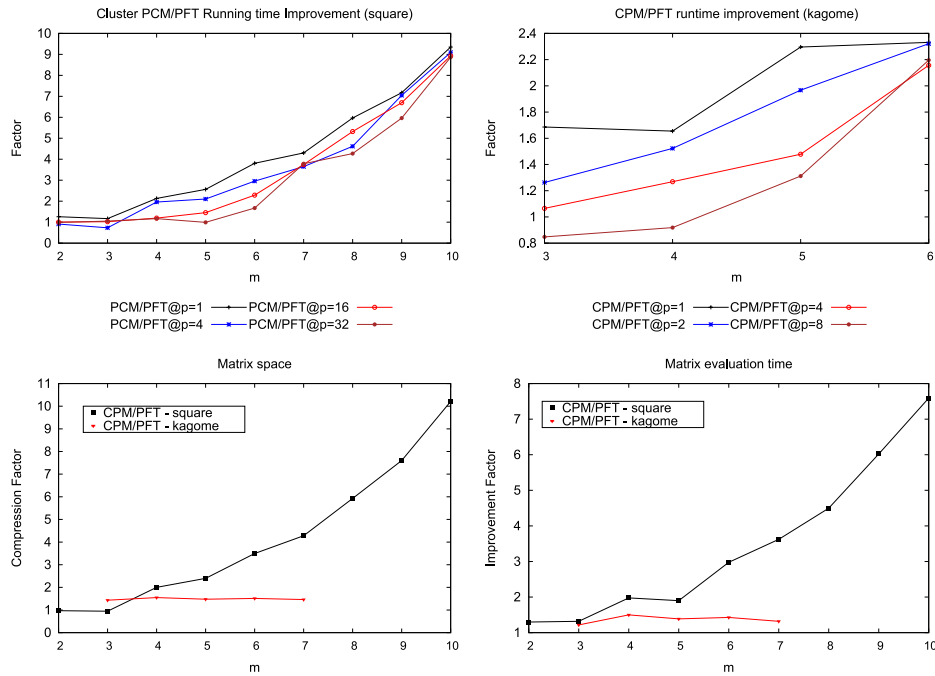 Cluster PCM/PFT Running time Improvement (square)
10
9
8
7
6
5
4
3
2
1
0
Factor
2 3 4 5 6 7 8 9 10
m
PCM/PFT@p=1 PCM/PFT@p=16
PCM/PFT@p=4 PCM/PFT@p=32
CPM/PFT runtime improvement (kagome)
2.4
2.2
2
1.8
1.6
1.4
1.2
1
0.8
Factor
3 4 5 6
m
CPM/PFT@p=1 CPM/PFT@p=4
CPM/PFT@p=2 CPM/PFT@p=8
Matrix space
11
10
9
8
7
6
5
4
3
2
1
0
Compression Factor
CPM/PFT - square
CPM/PFT - kagome
2 3 4 5 6 7 8 9 10
m
Matrix evaluation time
8
7
6
5
4
3
2
1
Improvement Factor
CPM/PFT - square
CPM/PFT - kagome
2 3 4 5 6 7 8 9 10
m